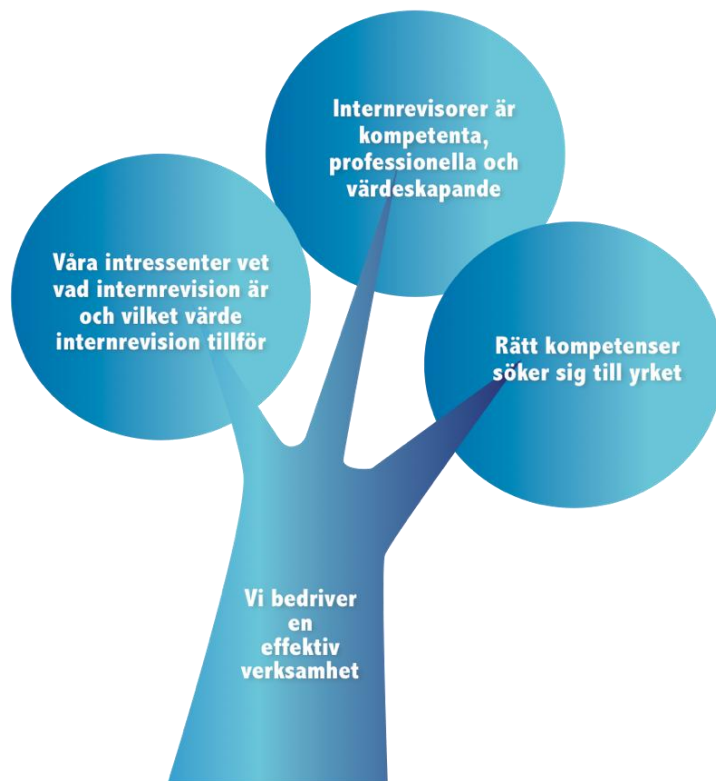 Internrevisorer är
kompetenta,
professionella och
värdeskapande
Våra intressenter vet
vad internrevision är
och vilket värde
internrevision tillför
Rätt kompetenser
söker sig till yrket
Vi bedriver
en
effektiv
verksamhet